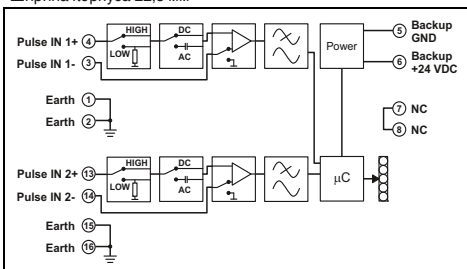 HIGH
DC
Pulse IN 1+ 4
LOW
AC
Pulse IN 1- 3
Power
5 Backup
GND
6 Backup
+24 VDC
Earth 1
Earth 2
7 NC
8 NC
HIGH
DC
Pulse IN 2+ 13
LOW
AC
Pulse IN 2- 14
µC
Earth 15
Earth 16